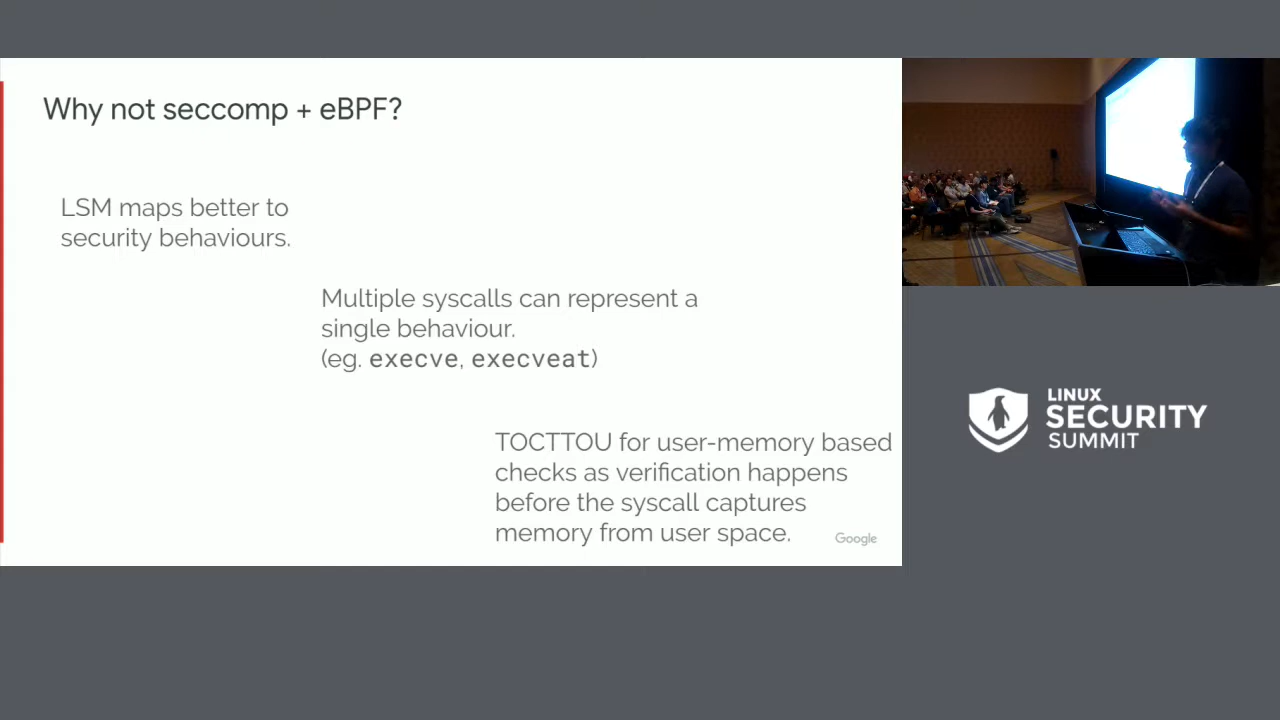 Why not seccomp + eBPF?
LSM maps better to
security behaviours.
Multiple syscalls can represent a
single behaviour.
(eg. execve, execveat)
TOCTTOU for user-memory based
checks as verification happens
before the syscall captures
memory from user space.
Google
LINUX
SECURITY
SUMMIT